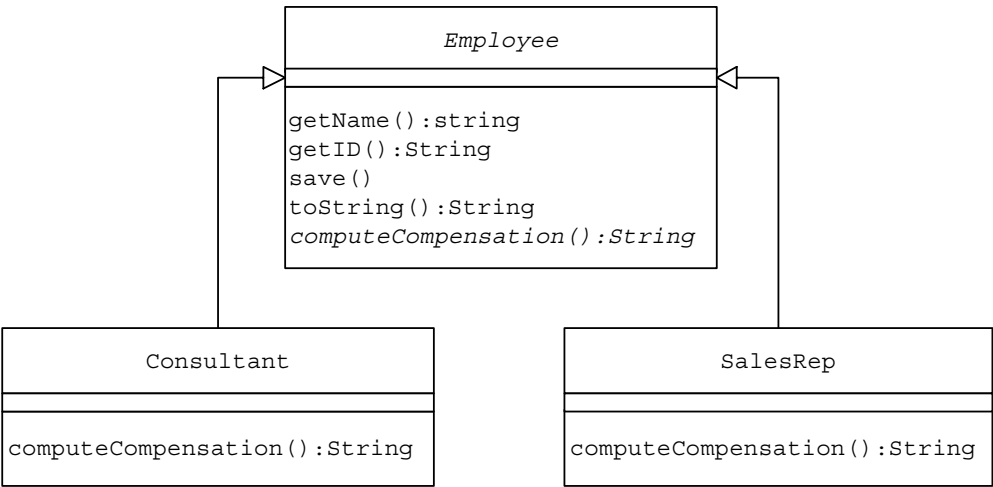 Employee
getName():string
getID():String
save()
toString():String
computeCompensation():String
Consultant
computeCompensation():String
SalesRep
computeCompensation():String